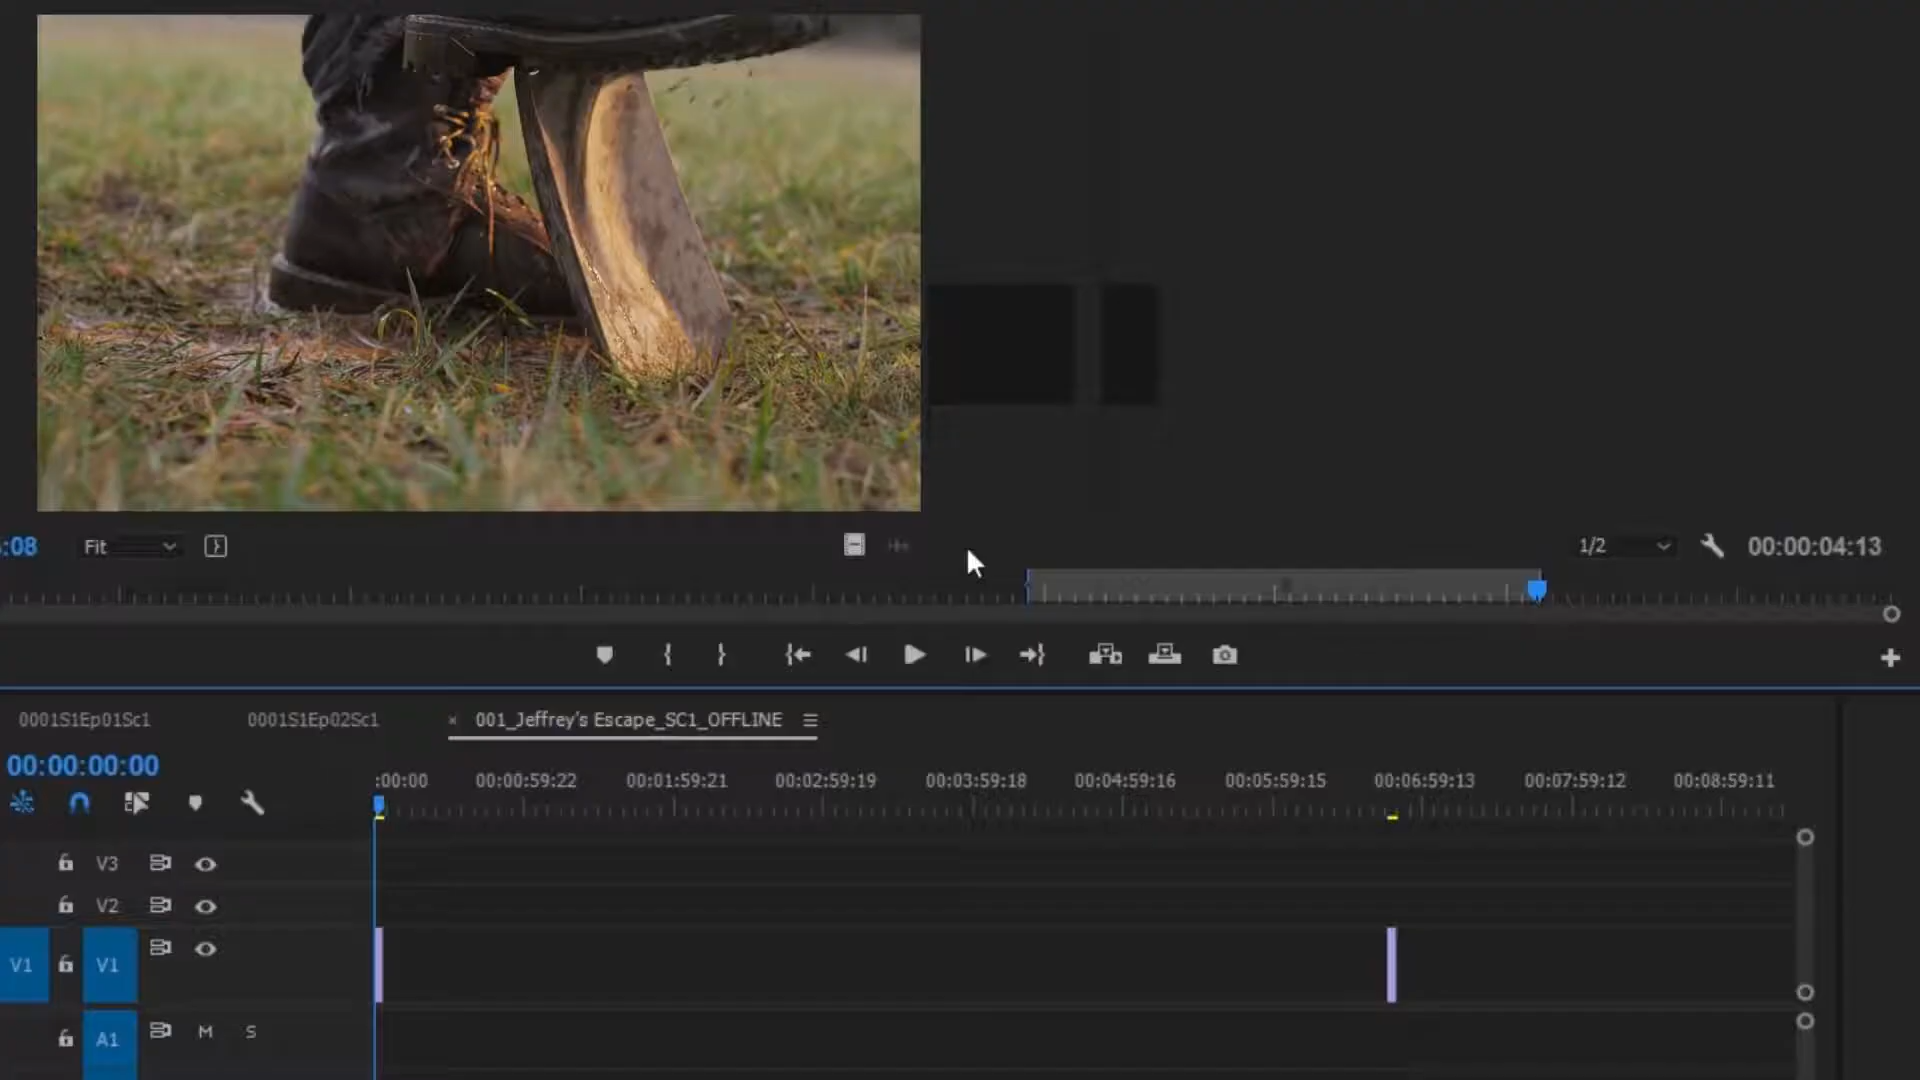 :08 Fit 1/2 00:00:04:13
0001S1Ep01Sc1 0001S1Ep02Sc1 × 001_Jeffrey's Escape_SC1_OFFLINE
00:00:00:00
:00:00 00:00:59:22 00:01:59:21 00:02:59:19 00:03:59:18 00:04:59:16 00:05:59:15 00:06:59:13 00:07:59:12 00:08:59:11
V3
V2
V1 V1
A1 M S